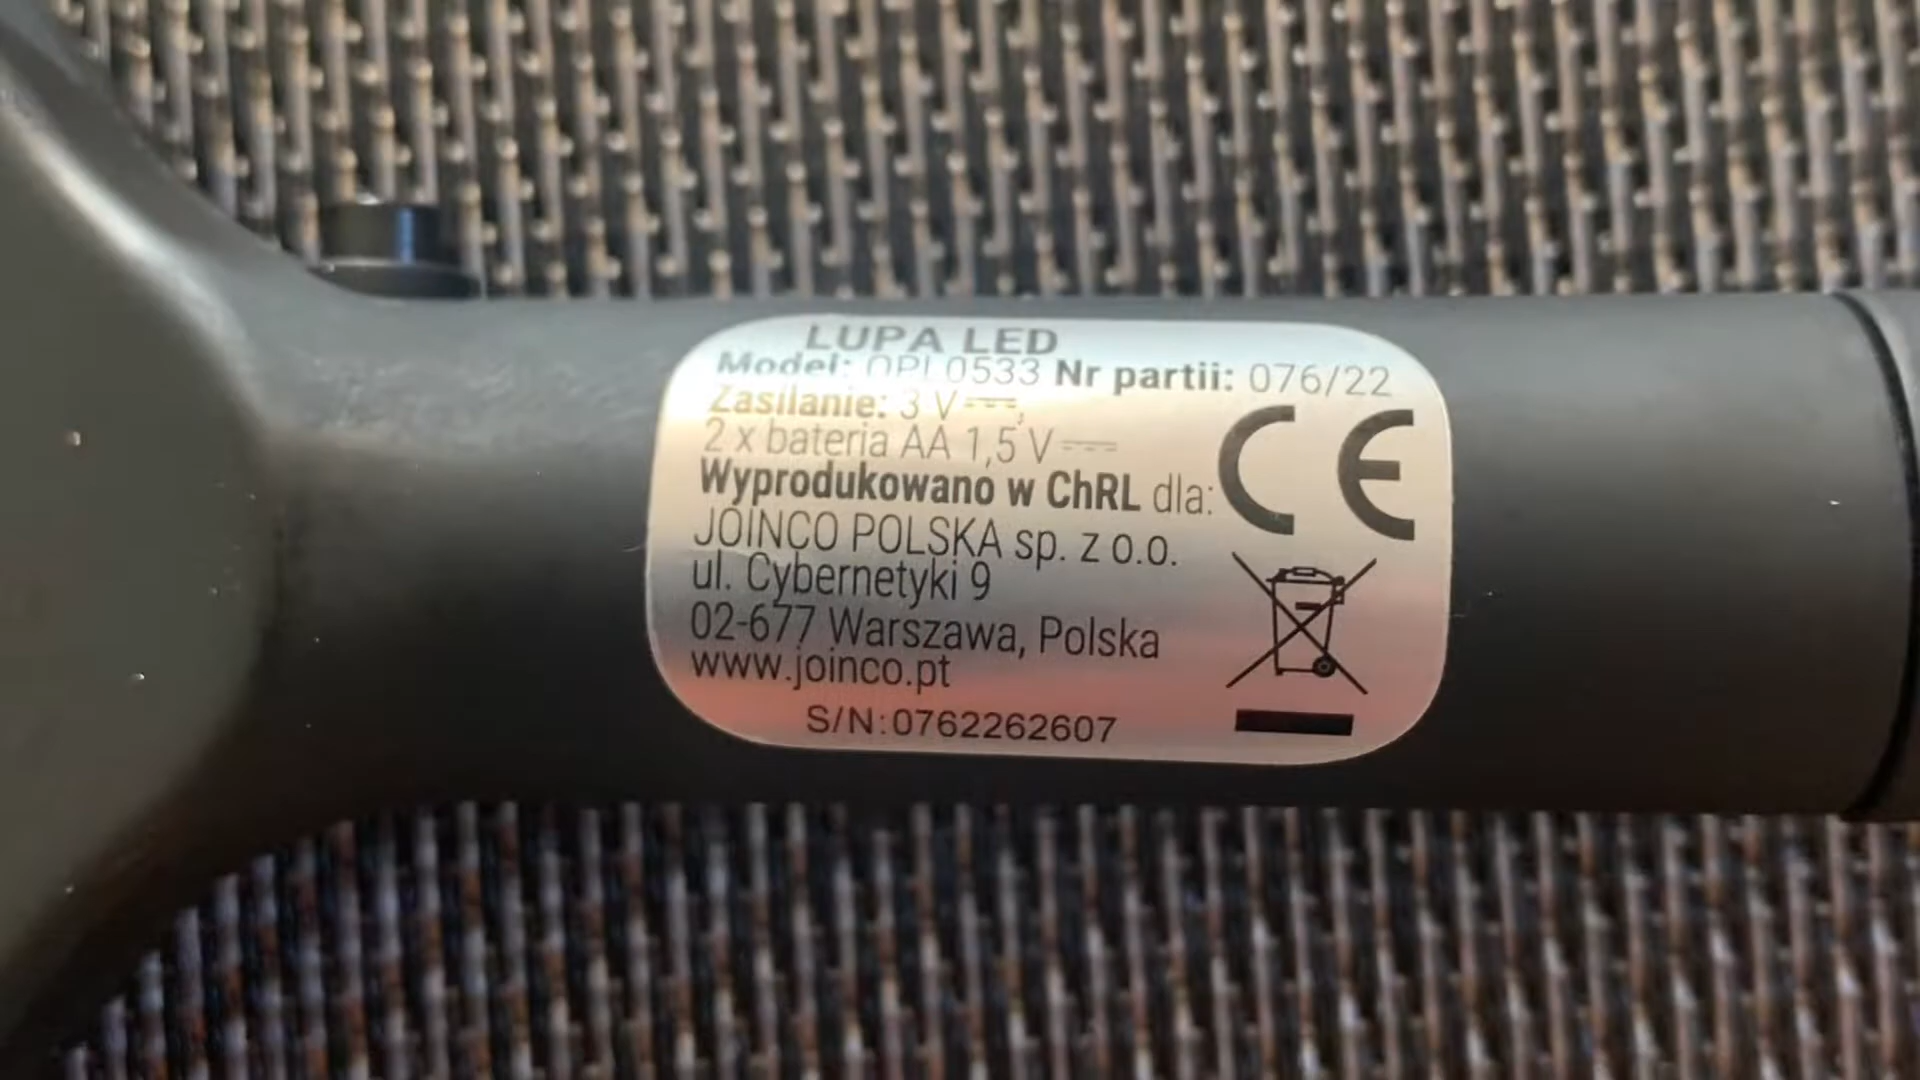 LUPA LED
Model: OPL0533 Nr partii: 076/22
Zasilanie: 3 V⎓,
2 x bateria AA 1,5 V⎓
Wyprodukowano w ChRL dla:
JOINCO POLSKA sp. z o.o.
ul. Cybernetyki 9
02-677 Warszawa, Polska
www.joinco.pt
S/N:0762262607
CE